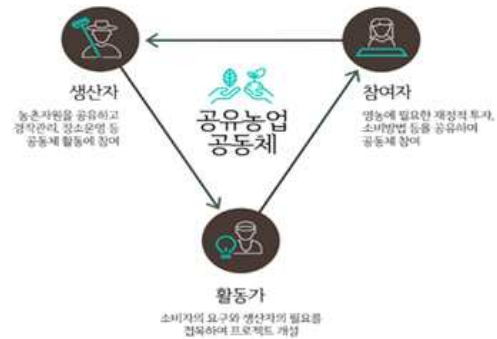 생산자
농촌자원을 공유하고
경작관리, 장소운영 등
공동체 활동에 참여
공유농업
공동체
참여자
영농에 필요한 재정적 투자,
소비방법 등을 공유하여
공동체 참여
활동가
소비자의 요구와 생산자의 필요를
접목하여 프로젝트 개설